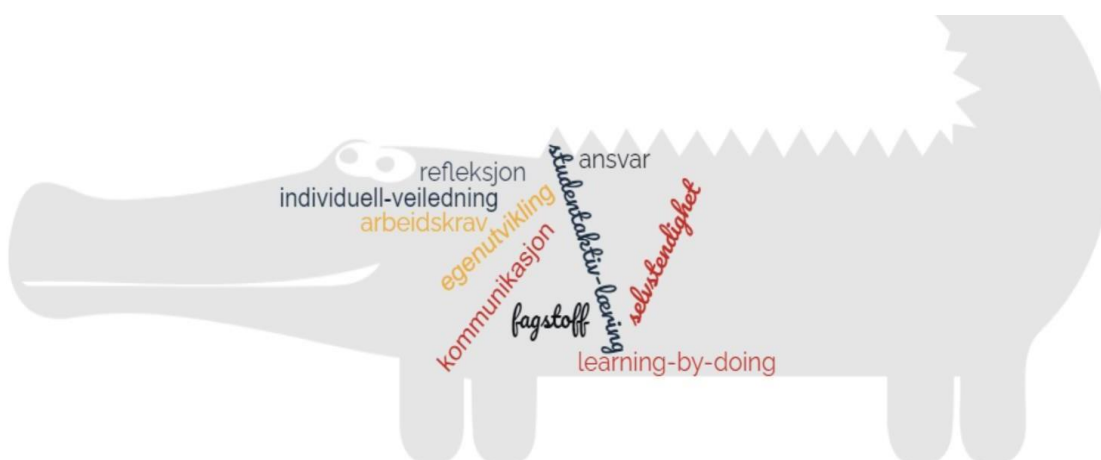 ansvar
refleksjon
individuell-veiledning
arbeidskrav
egenutvikling
kommunikasjon
studentaktiv-læring
selvstendighet
fagstoff
learning-by-doing